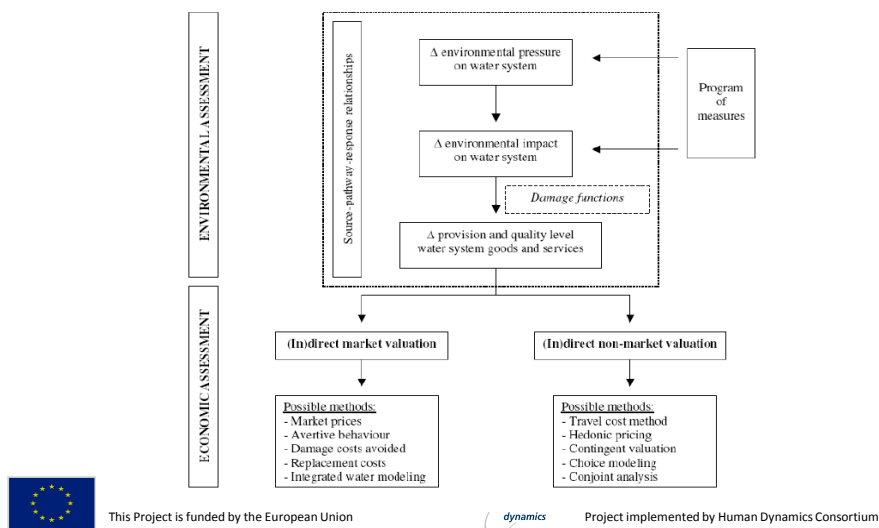 ENVIRONMENTAL ASSESSMENT
Source-pathway-response relationships
Δ environmental pressure
on water system
Program
of
measures
Δ environmental impact
on water system
Damage functions
Δ provision and quality level
water system goods and services
ECONOMIC ASSESSMENT
(In)direct market valuation
(In)direct non-market valuation
Possible methods:
- Market prices
- Avertive behaviour
- Damage costs avoided
- Replacement costs
- Integrated water modeling
Possible methods:
- Travel cost method
- Hedonic pricing
- Contingent valuation
- Choice modeling
- Conjoint analysis
This Project is funded by the European Union
dynamics
Project implemented by Human Dynamics Consortium